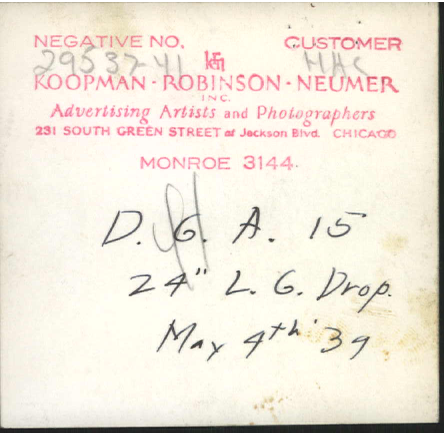 NEGATIVE NO. CUSTOMER
29537-41 HAC
KOOPMAN - ROBINSON - NEUMER
INC.
Advertising Artists and Photographers
231 SOUTH GREEN STREET at Jackson Blvd. CHICAGO
MONROE 3144
D. G. A. 15
24" L. G. Drop.
May 4th '39